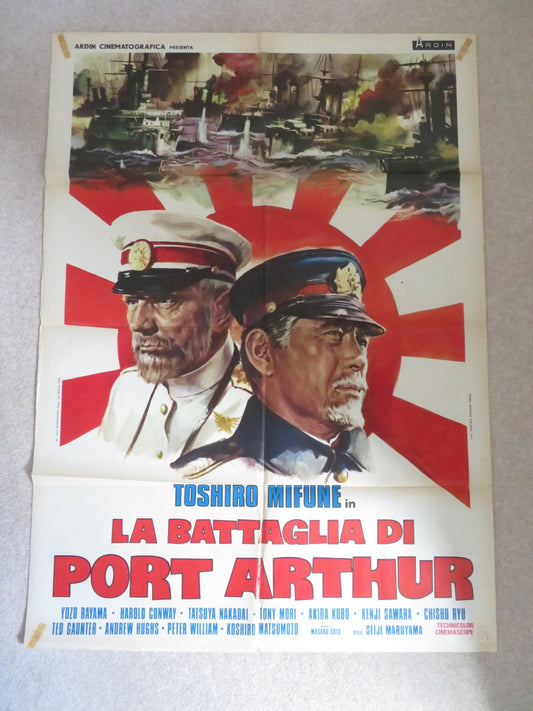 ARDIN CINEMATOGRAFICA PRESENTA
ARDIN
TOSHIRO MIFUNE in
LA BATTAGLIA DI
PORT ARTHUR
YUZO RAYAMA · HAROLD CONWAY · TATSUYA NAKADAI · TONY MORI · AKIRA KUBO · KENJI SAWARA · CHISHU RYU
TED GAUNTER · ANDREW HUGHS · PETER WILLIAM · KOSHIRO MATSUMOTO
MASARU SATO
SEIJI MARUYAMA
TECHNICOLOR
CINEMASCOPE